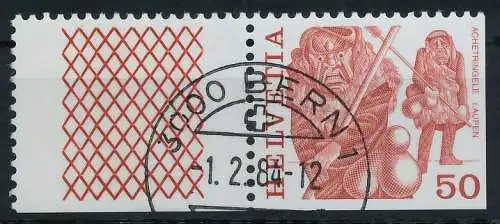 HELVETIA
ACHETRINGELE LAUPEN
50
3000 BERN 1
-1.2.84-12